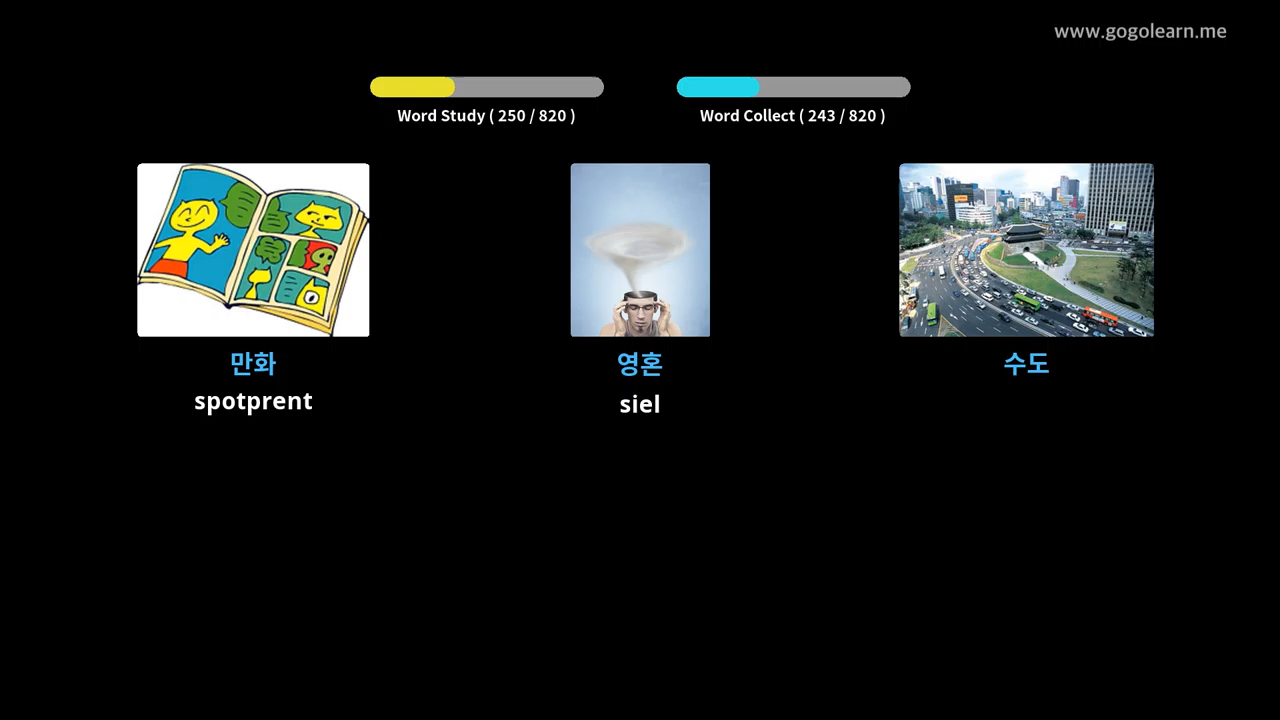 www.gogolearn.me
Word Study ( 250 / 820 )
Word Collect ( 243 / 820 )
만화
spotprent
영혼
siel
수도